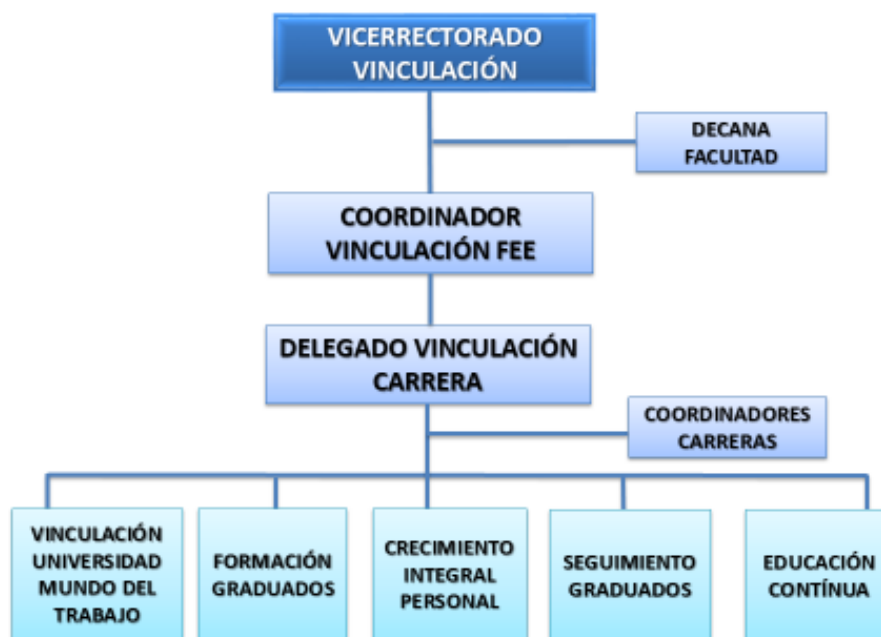 VICERRECTORADO
VINCULACIÓN
DECANA
FACULTAD
COORDINADOR
VINCULACIÓN FEE
DELEGADO VINCULACIÓN
CARRERA
COORDINADORES
CARRERAS
VINCULACIÓN
UNIVERSIDAD
MUNDO DEL
TRABAJO
FORMACIÓN
GRADUADOS
CRECIMIENTO
INTEGRAL
PERSONAL
SEGUIMIENTO
GRADUADOS
EDUCACIÓN
CONTÍNUA